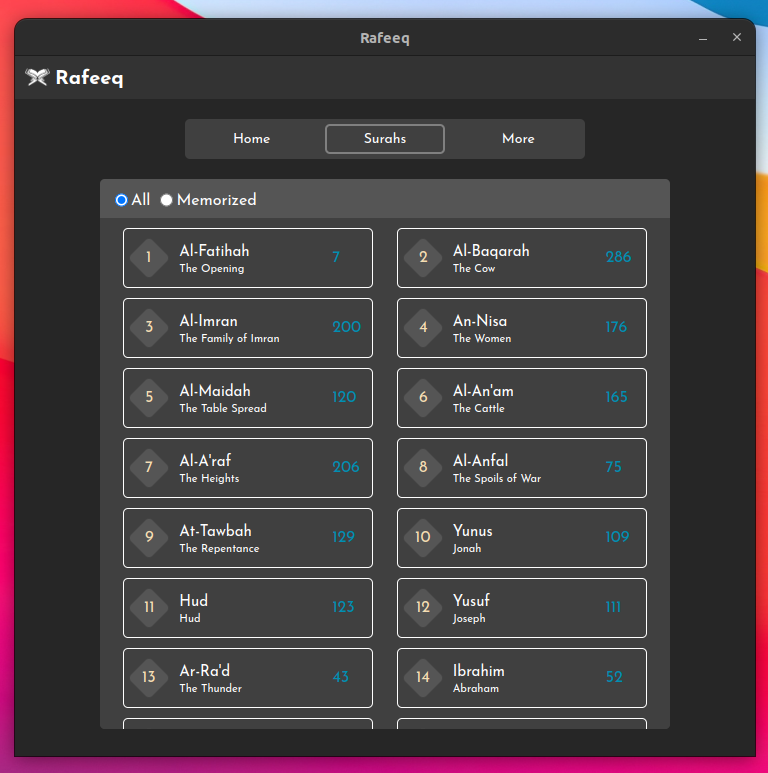 Rafeeq
Rafeeq
Home Surahs More
All Memorized
1 Al-Fatihah 7
The Opening
2 Al-Baqarah 286
The Cow
3 Al-Imran 200
The Family of Imran
4 An-Nisa 176
The Women
5 Al-Maidah 120
The Table Spread
6 Al-An'am 165
The Cattle
7 Al-A'raf 206
The Heights
8 Al-Anfal 75
The Spoils of War
9 At-Tawbah 129
The Repentance
10 Yunus 109
Jonah
11 Hud 123
Hud
12 Yusuf 111
Joseph
13 Ar-Ra'd 43
The Thunder
14 Ibrahim 52
Abraham